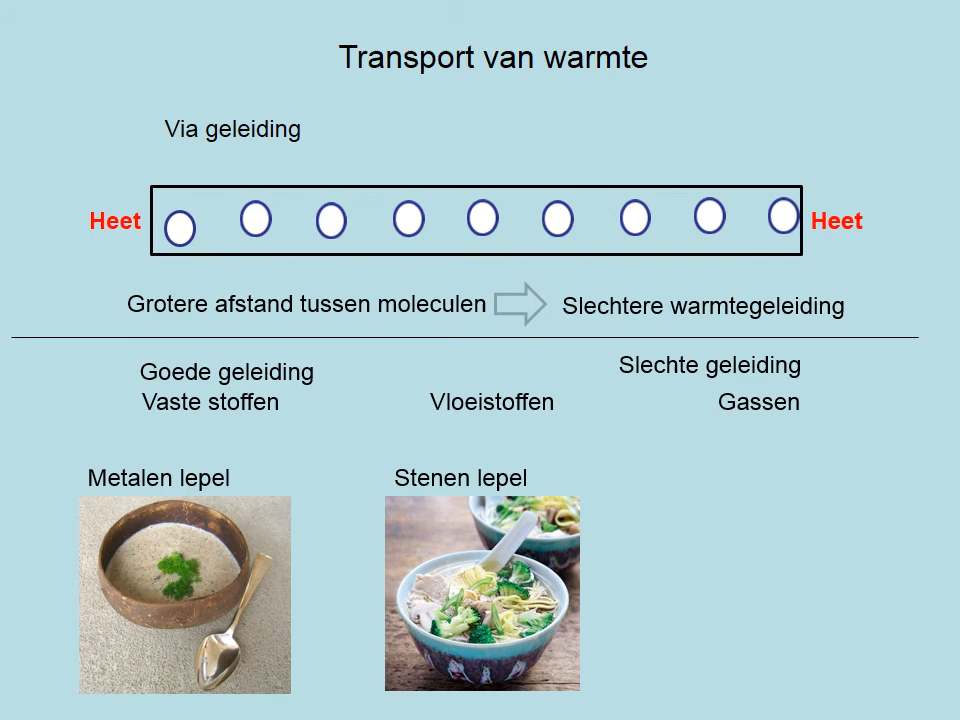 Transport van warmte
Via geleiding
Heet
Heet
Grotere afstand tussen moleculen
Slechtere warmtegeleiding
Goede geleiding
Slechte geleiding
Vaste stoffen
Vloeistoffen
Gassen
Metalen lepel
Stenen lepel